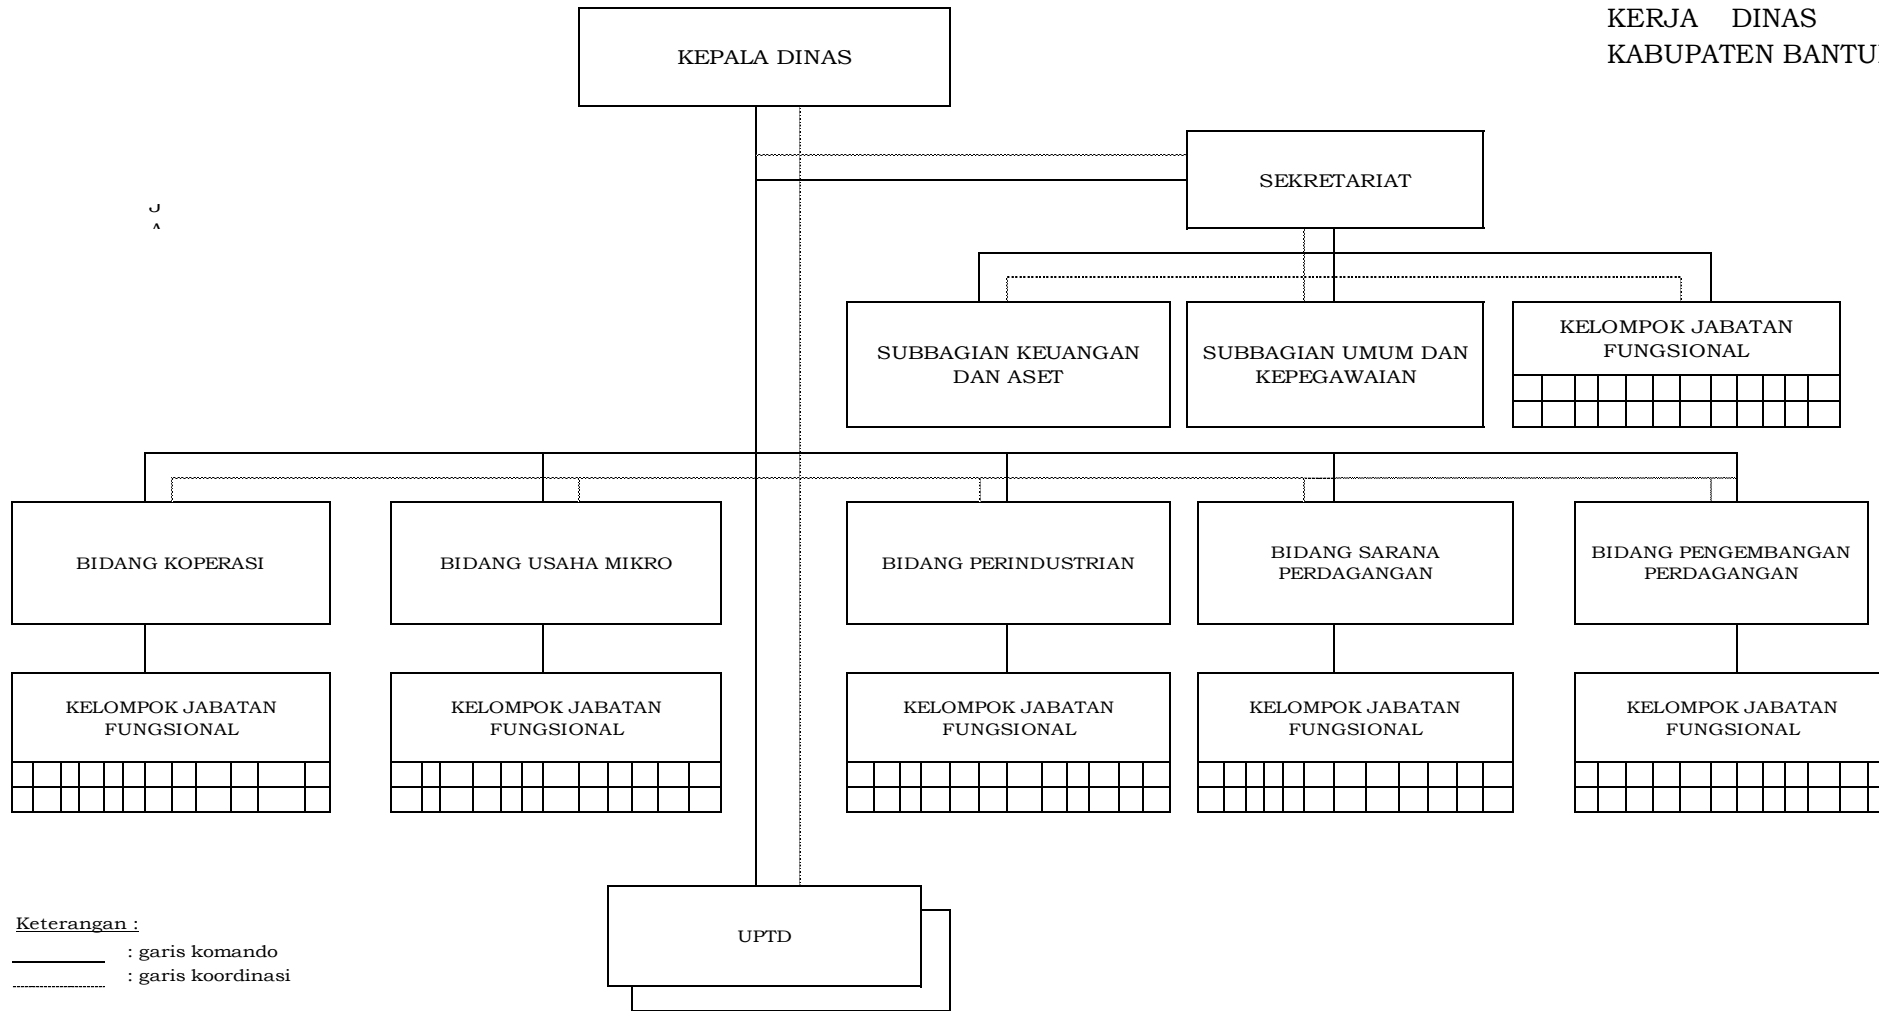 KERJA DINAS
KABUPATEN
KEPALA DINAS
SEKRETARIAT
SUBBAGIAN KEUANGAN
DAN ASET
SUBBAGIAN UMUM DAN
KEPEGAWAIAN
KELOMPOK JABATAN
FUNGSIONAL
BIDANG KOPERASI
BIDANG USAHA MIKRO
BIDANG PERINDUSTRIAN
BIDANG SARANA
PERDAGANGAN
BIDANG PENGEMBANGAN
PERDAGANGAN
KELOMPOK JABATAN
FUNGSIONAL
KELOMPOK JABATAN
FUNGSIONAL
KELOMPOK JABATAN
FUNGSIONAL
KELOMPOK JABATAN
FUNGSIONAL
KELOMPOK JABATAN
FUNGSIONAL
UPTD
Keterangan :
: garis komando
: garis koordinasi